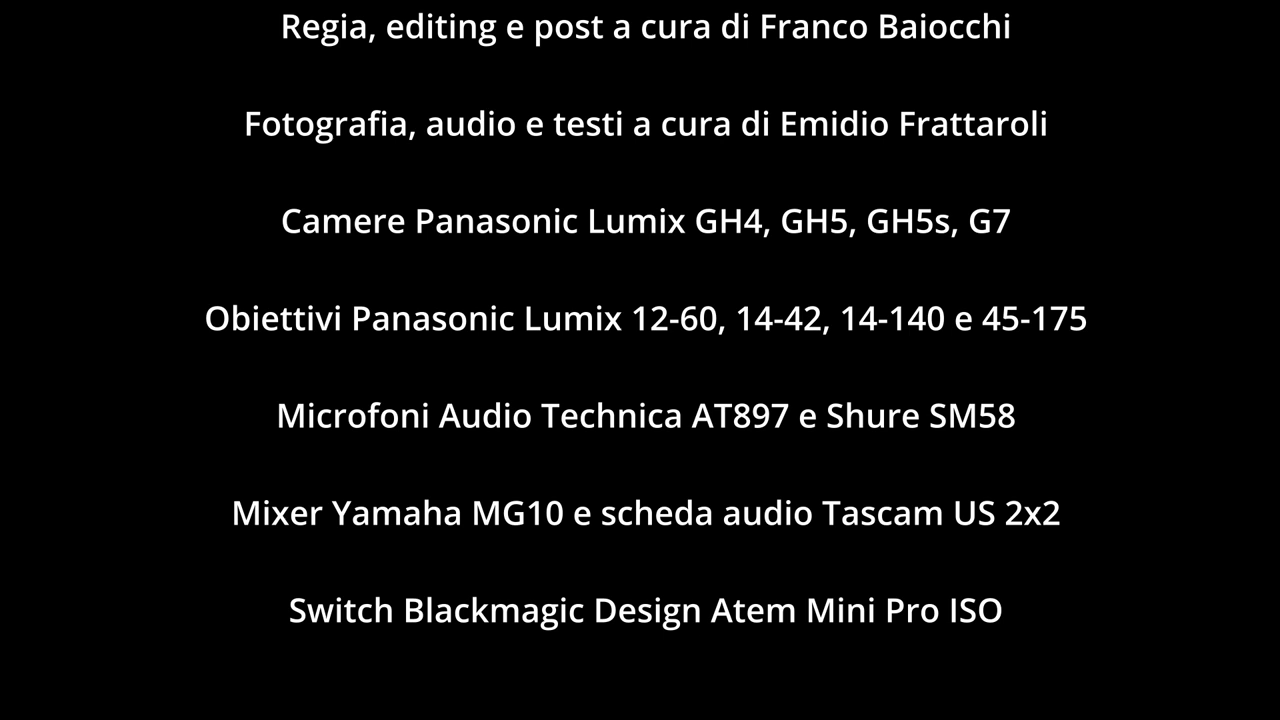 Regia, editing e post a cura di Franco Baiocchi
Fotografia, audio e testi a cura di Emidio Frattaroli
Camere Panasonic Lumix GH4, GH5, GH5s, G7
Obiettivi Panasonic Lumix 12-60, 14-42, 14-140 e 45-175
Microfoni Audio Technica AT897 e Shure SM58
Mixer Yamaha MG10 e scheda audio Tascam US 2x2
Switch Blackmagic Design Atem Mini Pro ISO